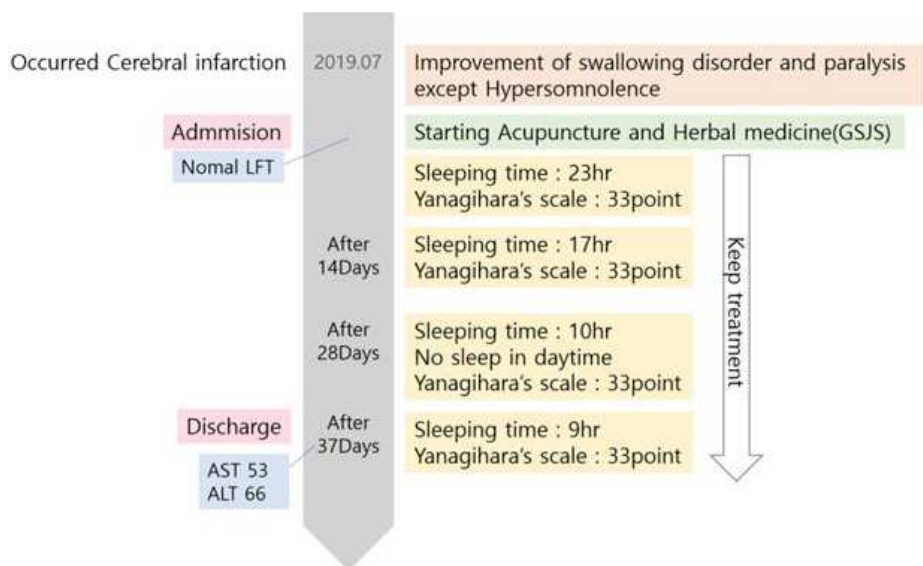 Occurred Cerebral infarction
2019.07
Improvement of swallowing disorder and paralysis
except Hypersomnolence
Admmision
Starting Acupuncture and Herbal medicine(GSJS)
Nomal LFT
Sleeping time : 23hr
Yanagihara's scale : 33point
After
14Days
Sleeping time : 17hr
Yanagihara's scale : 33point
Keep treatment
After
28Days
Sleeping time : 10hr
No sleep in daytime
Yanagihara's scale : 33point
Discharge
After
37Days
Sleeping time : 9hr
Yanagihara's scale : 33point
AST 53
ALT 66